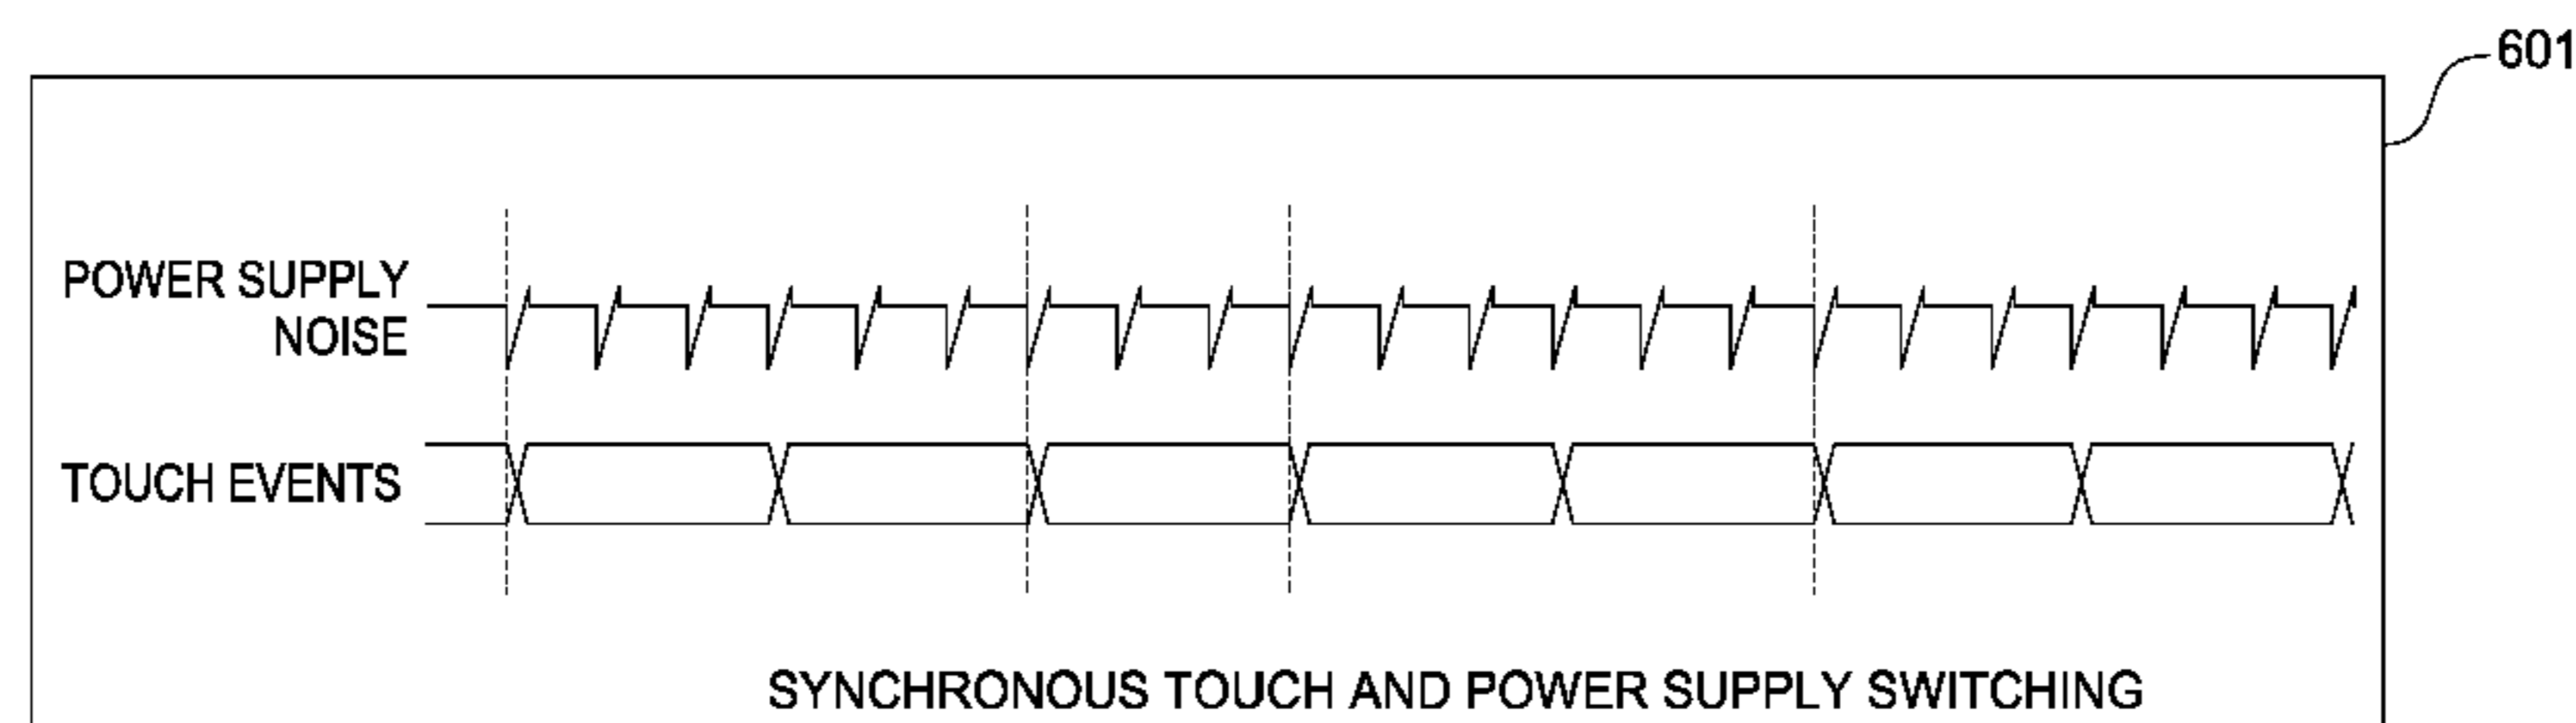 601
POWER SUPPLY
NOISE
TOUCH EVENTS
SYNCHRONOUS TOUCH AND POWER SUPPLY SWITCHING